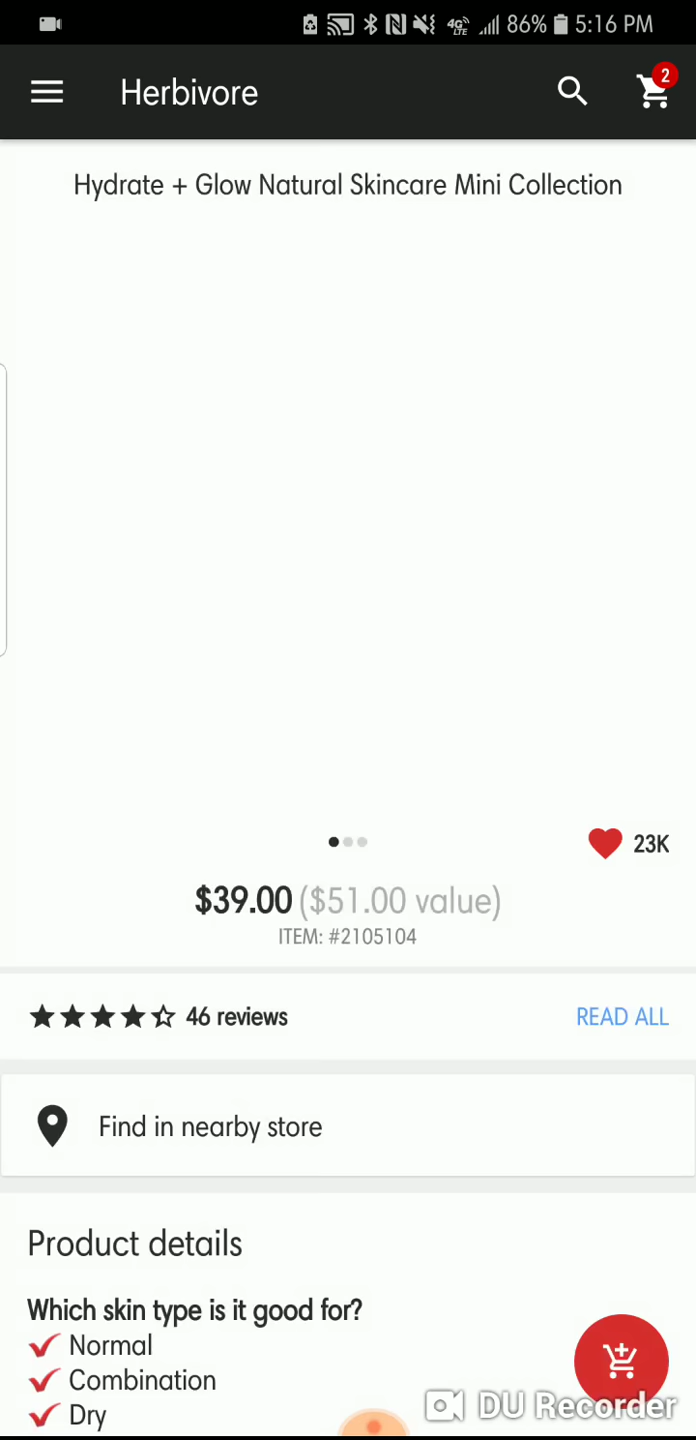 4G LTE 86% 5:16 PM
Herbivore
2
Hydrate + Glow Natural Skincare Mini Collection
23K
$39.00 ($51.00 value)
ITEM: #2105104
46 reviews
READ ALL
Find in nearby store
Product details
Which skin type is it good for?
Normal
Combination
Dry
DU Recorder